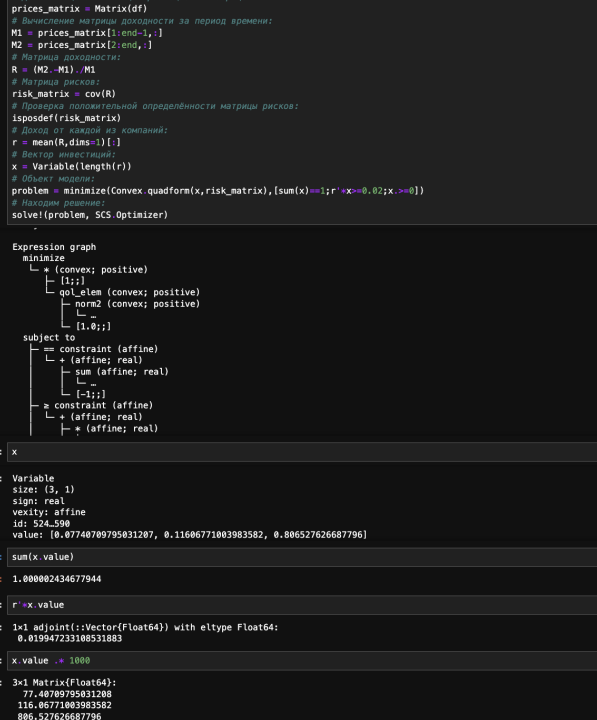 prices_matrix = Matrix(df)
# Вычисление матрицы доходности за период времени:
M1 = prices_matrix[1:end-1,:]
M2 = prices_matrix[2:end,:]
# Матрица доходности:
R = (M2.-M1)./M1
# Матрица рисков:
risk_matrix = cov(R)
# Проверка положительной определённости матрицы рисков:
isposdef(risk_matrix)
# Доход от каждой из компаний:
r = mean(R,dims=1)[:]
# Вектор инвестиций:
x = Variable(length(r))
# Объект модели:
problem = minimize(Convex.quadform(x,risk_matrix),[sum(x)==1;r'*x>=0.02;x.>=0])
# Находим решение:
solve!(problem, SCS.Optimizer)
Expression graph
minimize
└─ * (convex; positive)
├─ [1;;]
└─ qol_elem (convex; positive)
├─ norm2 (convex; positive)
│ └─ …
└─ [1.0;;]
subject to
├─ == constraint (affine)
│ └─ + (affine; real)
│ ├─ sum (affine; real)
│ │ └─ …
│ └─ [-1;;]
├─ ≥ constraint (affine)
│ └─ + (affine; real)
│ ├─ * (affine; real)
: x
: Variable
size: (3, 1)
sign: real
vexity: affine
id: 524…590
value: [0.07740709795031207, 0.11606771003983582, 0.806527626687796]
: sum(x.value)
: 1.000002434677944
: r'*x.value
: 1×1 adjoint(::Vector{Float64}) with eltype Float64:
0.019947233108531883
: x.value .* 1000
: 3×1 Matrix{Float64}:
77.40709795031208
116.06771003983582
806.527626687796